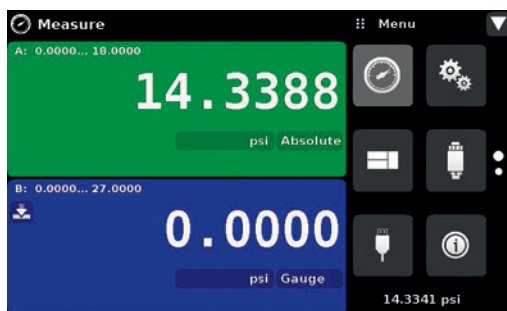 Measure
Menu
A: 0.0000... 18.0000
14.3388
psi Absolute
B: 0.0000... 27.0000
0.0000
psi Gauge
14.3341 psi